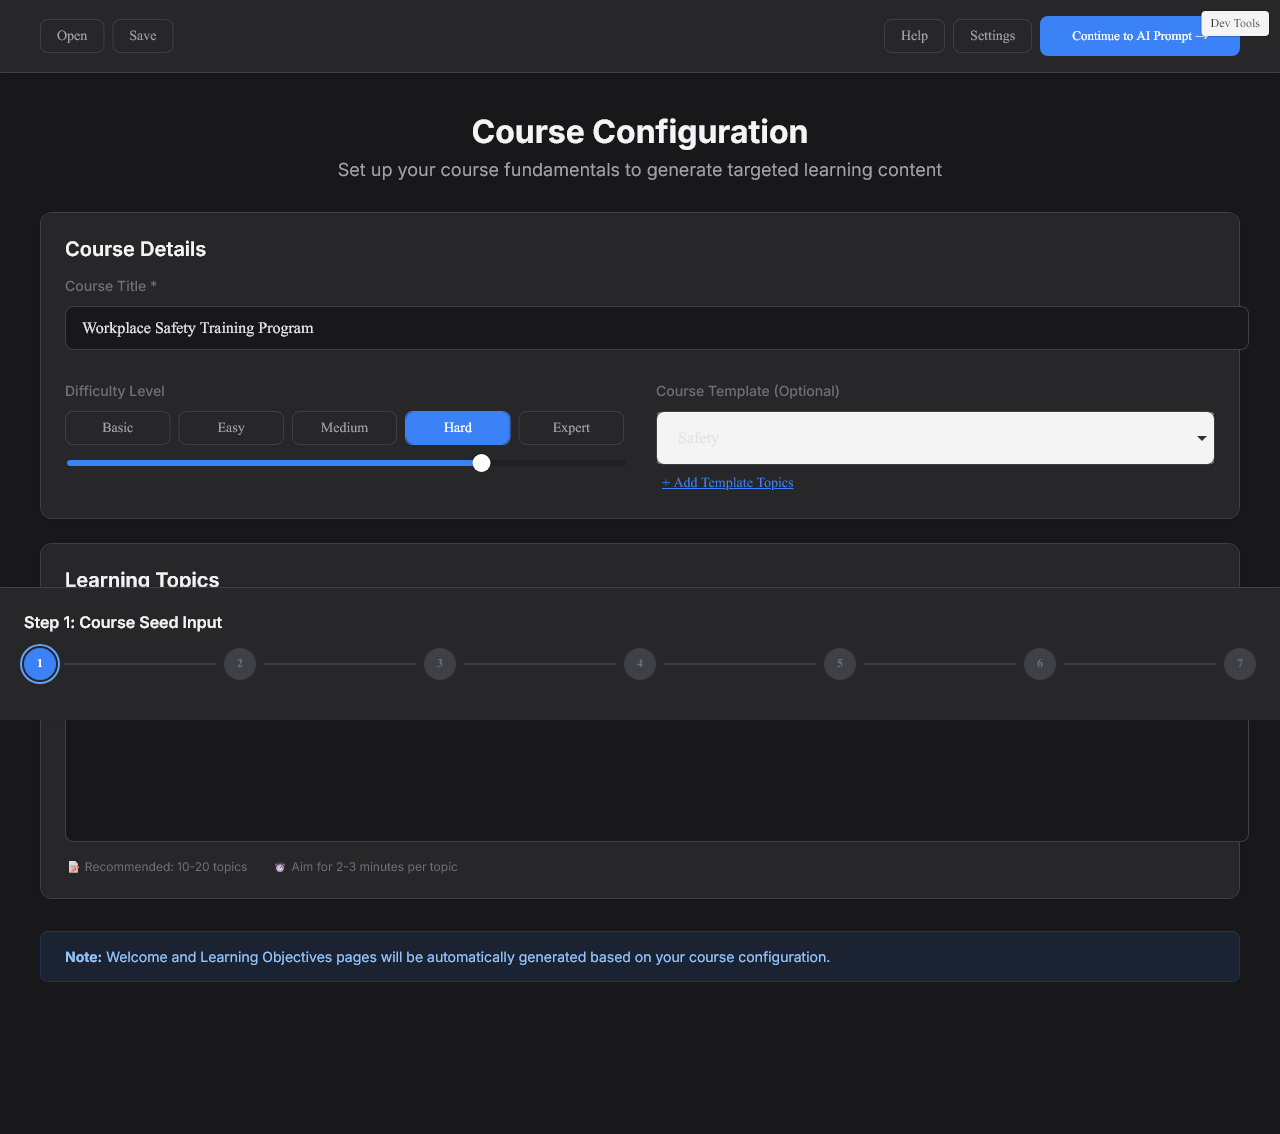 Open
Save
Help
Settings
Continue to AI Prompt →
Dev Tools
Course Configuration
Set up your course fundamentals to generate targeted learning content
Course Details
Course Title *
Workplace Safety Training Program
Difficulty Level
Basic
Easy
Medium
Hard
Expert
Course Template (Optional)
Safety
+ Add Template Topics
Learning Topics
Step 1: Course Seed Input
1
2
3
4
5
6
7
Recommended: 10-20 topics
Aim for 2-3 minutes per topic
Note: Welcome and Learning Objectives pages will be automatically generated based on your course configuration.